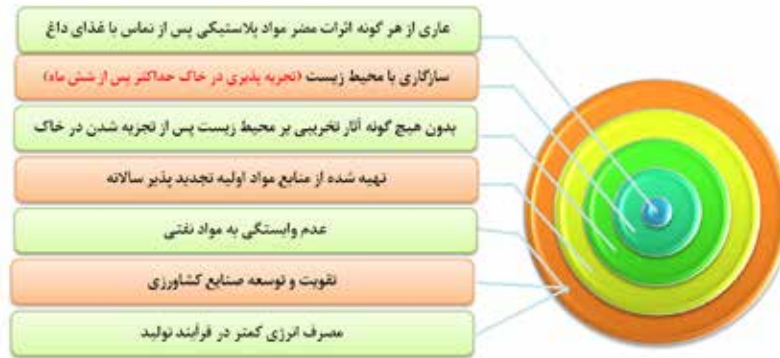 عاری از هر گونه اثرات مضر مواد پلاستیکی پس از تماس با غذای داغ
سازگاری با محیط زیست (تجزیه پذیری در خاک حداکثر پس از شش ماه)
بدون هیچ گونه آثار تخریبی بر محیط زیست پس از تجزیه شدن در خاک
تهیه شده از منابع مواد اولیه تجدید پذیر سالانه
عدم وابستگی به مواد نفتی
تقویت و توسعه صنایع کشاورزی
مصرف انرژی کمتر در فرآیند تولید